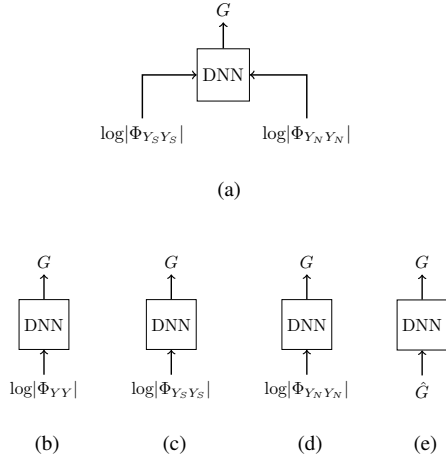 G
DNN
log|Φ_{Y_S Y_S}| log|Φ_{Y_N Y_N}|
(a)
G G G G
DNN DNN DNN DNN
log|Φ_{YY}| log|Φ_{Y_S Y_S}| log|Φ_{Y_N Y_N}| Ĝ
(b) (c) (d) (e)